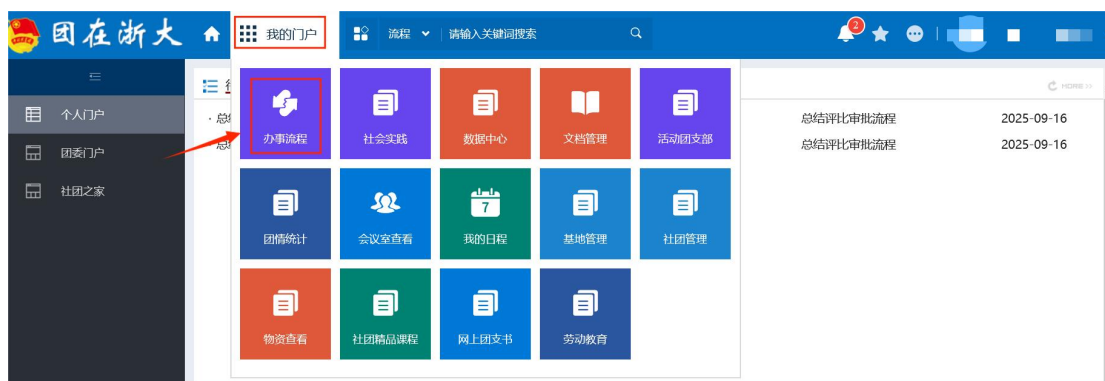 团在浙大 我的门户 流程 请输入关键词搜索 2
HOME
个人门户
团委门户
社团之家
办事流程 社会实践 数据中心 文档管理 活动团支部
总结评比审批流程 2025-09-16
总结评比审批流程 2025-09-16
7
团情统计 会议室查看 我的日程 基地管理 社团管理
物资查看 社团精品课程 网上团支书 劳动教育